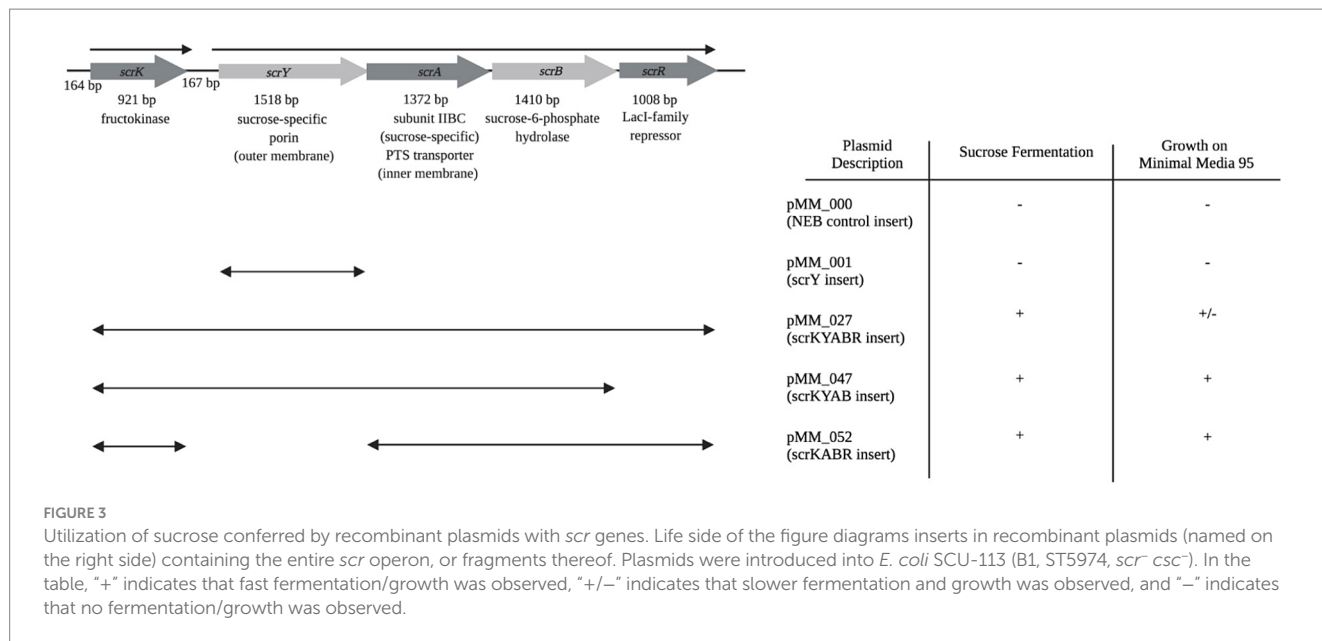 scrK
scrY
scrA
scrB
scrR
164 bp
167 bp
921 bp
fructokinase
1518 bp
sucrose-specific
porin
(outer membrane)
1372 bp
subunit IIBC
(sucrose-specific)
PTS transporter
(inner membrane)
1410 bp
sucrose-6-phosphate
hydrolase
1008 bp
LacI-family
repressor
Plasmid
Description
Sucrose Fermentation
Growth on
Minimal Media 95
pMM_000
(NEB control insert)
-
-
pMM_001
(scrY insert)
-
-
pMM_027
(scrKYABR insert)
+
+/-
pMM_047
(scrKYAB insert)
+
+
pMM_052
(scrKABR insert)
+
+
FIGURE 3
Utilization of sucrose conferred by recombinant plasmids with scr genes. Life side of the figure diagrams inserts in recombinant plasmids (named on
the right side) containing the entire scr operon, or fragments thereof. Plasmids were introduced into E. coli SCU-113 (B1, ST5974, scr⁻ csc⁻). In the
table, “+” indicates that fast fermentation/growth was observed, “+/−” indicates that slower fermentation and growth was observed, and “−” indicates
that no fermentation/growth was observed.